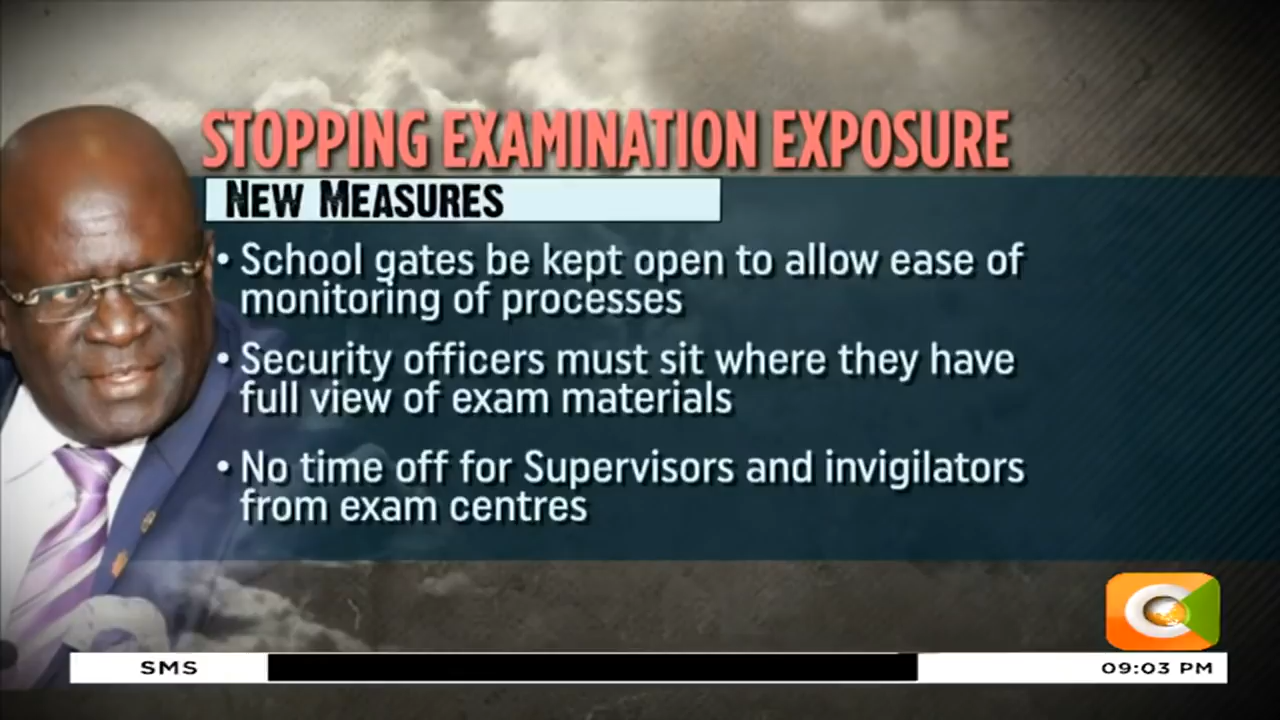 STOPPING EXAMINATION EXPOSURE
NEW MEASURES
• School gates be kept open to allow ease of
monitoring of processes
• Security officers must sit where they have
full view of exam materials
• No time off for Supervisors and invigilators
from exam centres
SMS
09:03 PM